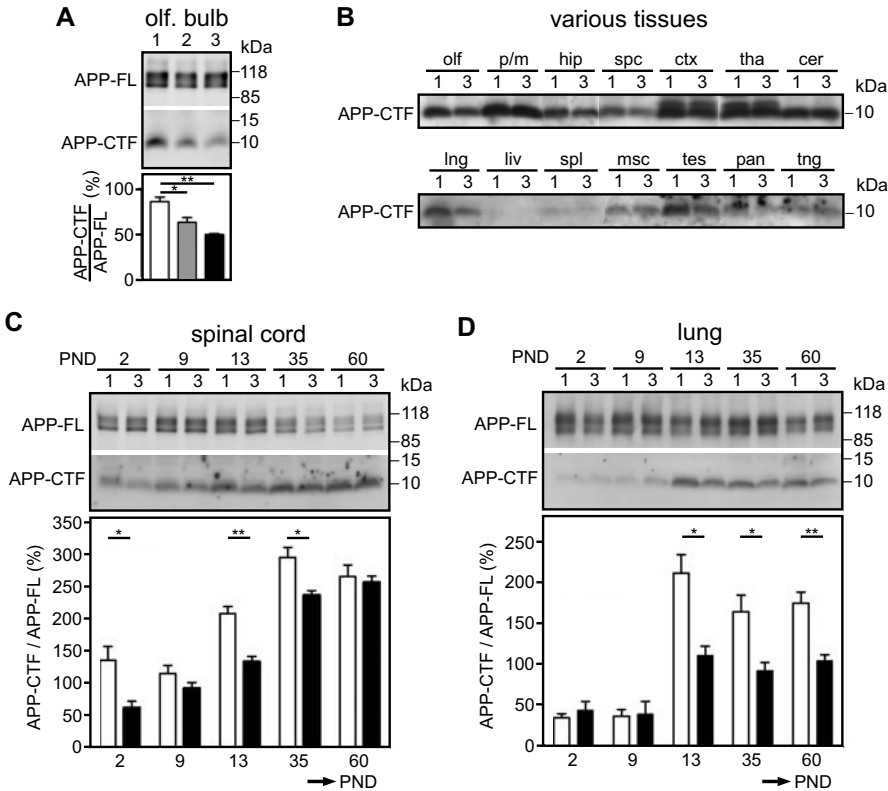 A
olf. bulb
1 2 3 kDa
APP-FL
118
85
15
APP-CTF
10
**
*
100
50
0
APP-CTF
APP-FL
(%)
B
various tissues
olf p/m hip spc ctx tha cer
1 3 1 3 1 3 1 3 1 3 1 3 1 3 kDa
APP-CTF
10
lng liv spl msc tes pan tng
1 3 1 3 1 3 1 3 1 3 1 3 1 3 kDa
APP-CTF
10
C
spinal cord
PND 2 9 13 35 60
1 3 1 3 1 3 1 3 1 3 kDa
APP-FL
118
85
15
APP-CTF
10
APP-CTF / APP-FL (%)
350
300
250
200
150
100
50
0
* ** *
2 9 13 35 60
PND
D
lung
PND 2 9 13 35 60
1 3 1 3 1 3 1 3 1 3 kDa
APP-FL
118
85
15
APP-CTF
10
APP-CTF / APP-FL (%)
250
200
150
100
50
0
* * **
2 9 13 35 60
PND